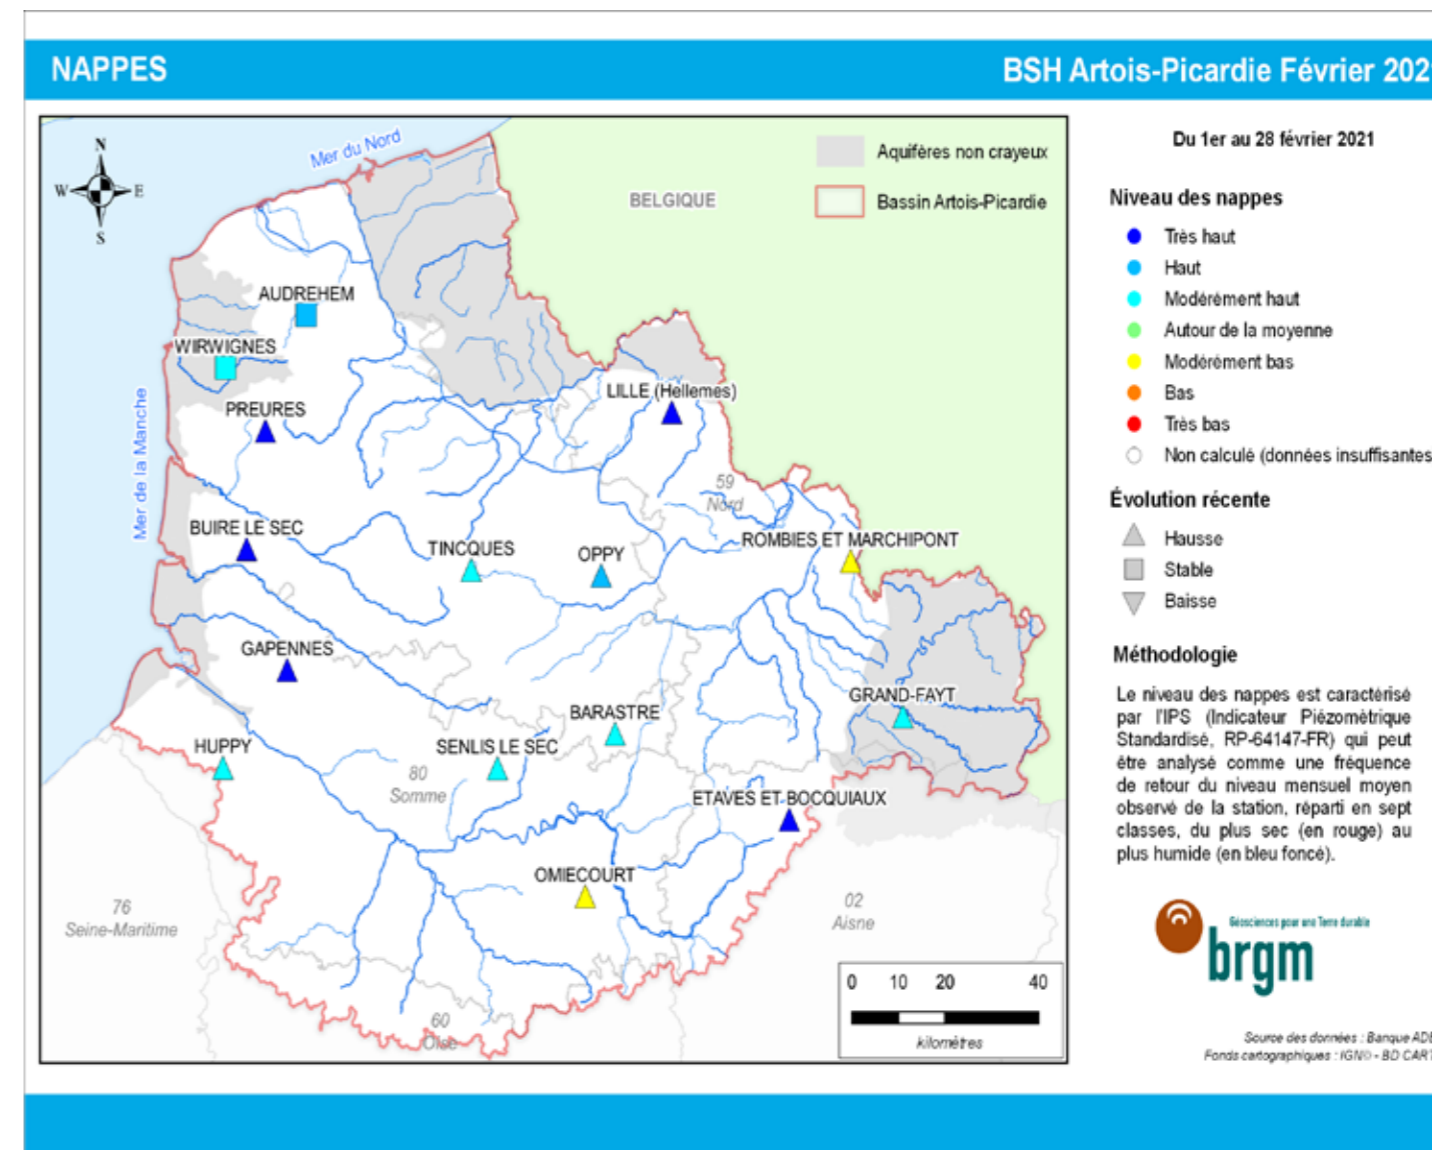 NAPPES
BSH Artois-Picardie Février 202
N
W
E
S
Mer du Nord
Mer de la Manche
BELGIQUE
Aquifères non crayeux
Bassin Artois-Picardie
AUDREHEM
WIRWIGNES
PREURES
LILLE (Hellemes)
59
Nord
BUIRE LE SEC
TINCQUES
OPPY
ROMBIES ET MARCHIPONT
GAPENNES
GRAND-FAYT
BARASTRE
HUPPY
SENLIS LE SEC
80
Somme
ETAVES ET BOCQUIAUX
OMIECOURT
76
Seine-Maritime
02
Aisne
60
Oise
0 10 20 40
kilomètres
Du 1er au 28 février 2021
Niveau des nappes
Très haut
Haut
Modérément haut
Autour de la moyenne
Modérément bas
Bas
Très bas
Non calculé (données insuffisantes
Évolution récente
Hausse
Stable
Baisse
Méthodologie
Le niveau des nappes est caractérisé
par l'IPS (Indicateur Piézométrique
Standardisé, RP-64147-FR) qui peut
être analysé comme une fréquence
de retour du niveau mensuel moyen
observé de la station, réparti en sept
classes, du plus sec (en rouge) au
plus humide (en bleu foncé).
Géosciences pour une Terre durable
brgm
Source des données : Banque ADE
Fonds cartographiques : IGN© - BD CART